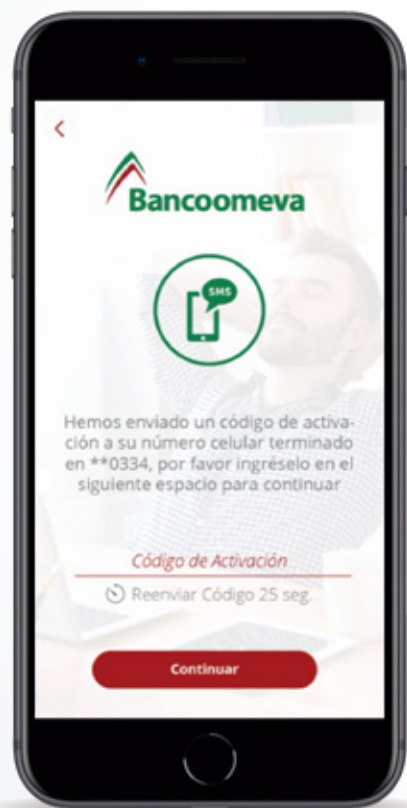 Bancoomeva
SMS
Hemos enviado un código de activa-
ción a su número celular terminado
en **0334, por favor ingréselo en el
siguiente espacio para continuar
Código de Activación
Reenviar Código 25 seg.
Continuar